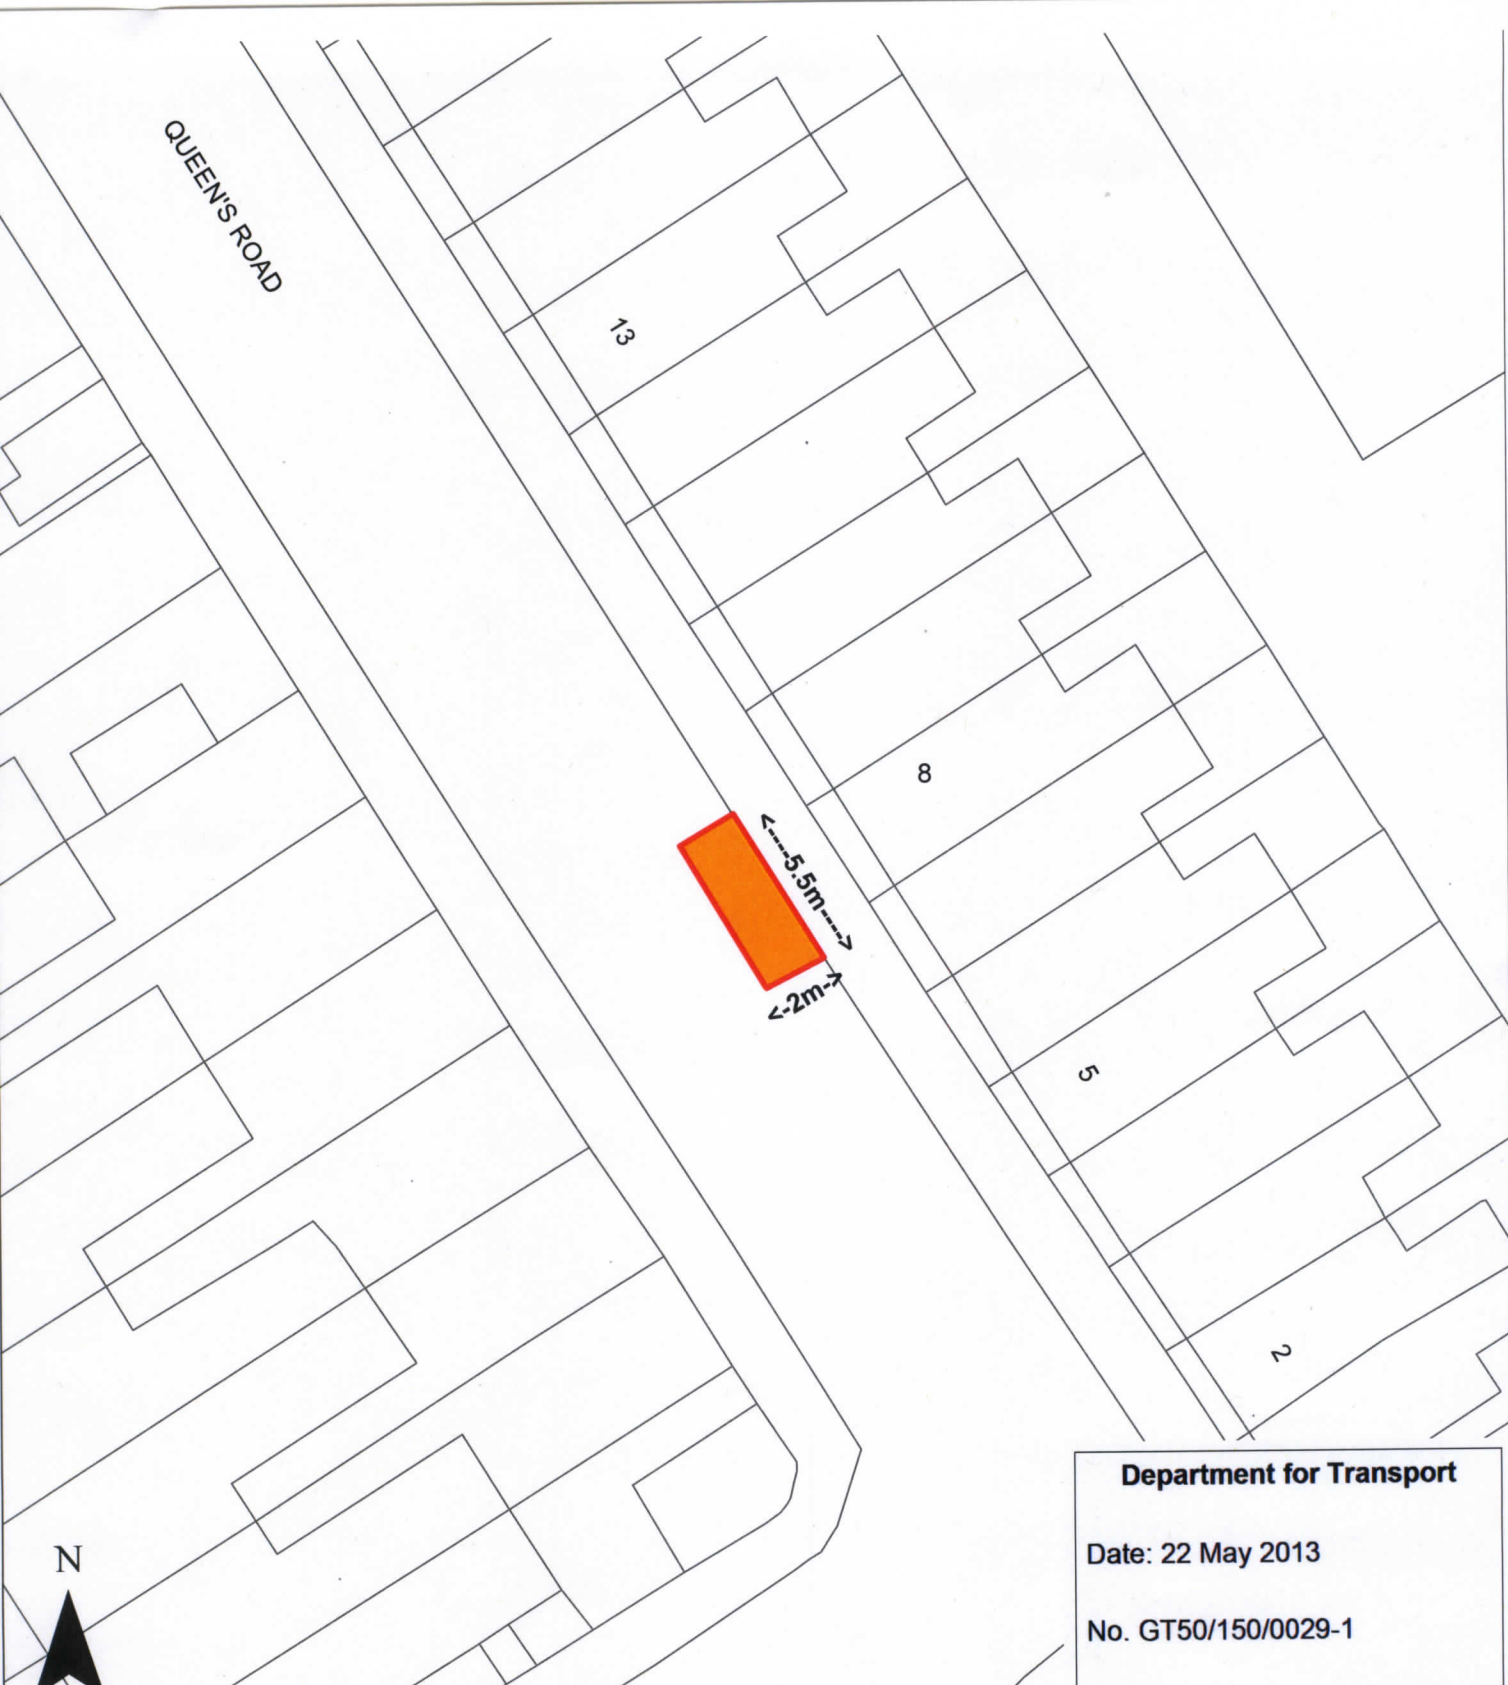 QUEEN'S ROAD
13
8
<----5.5m----->
<-2m->
5
2
N
Department for Transport
Date: 22 May 2013
No. GT50/150/0029-1